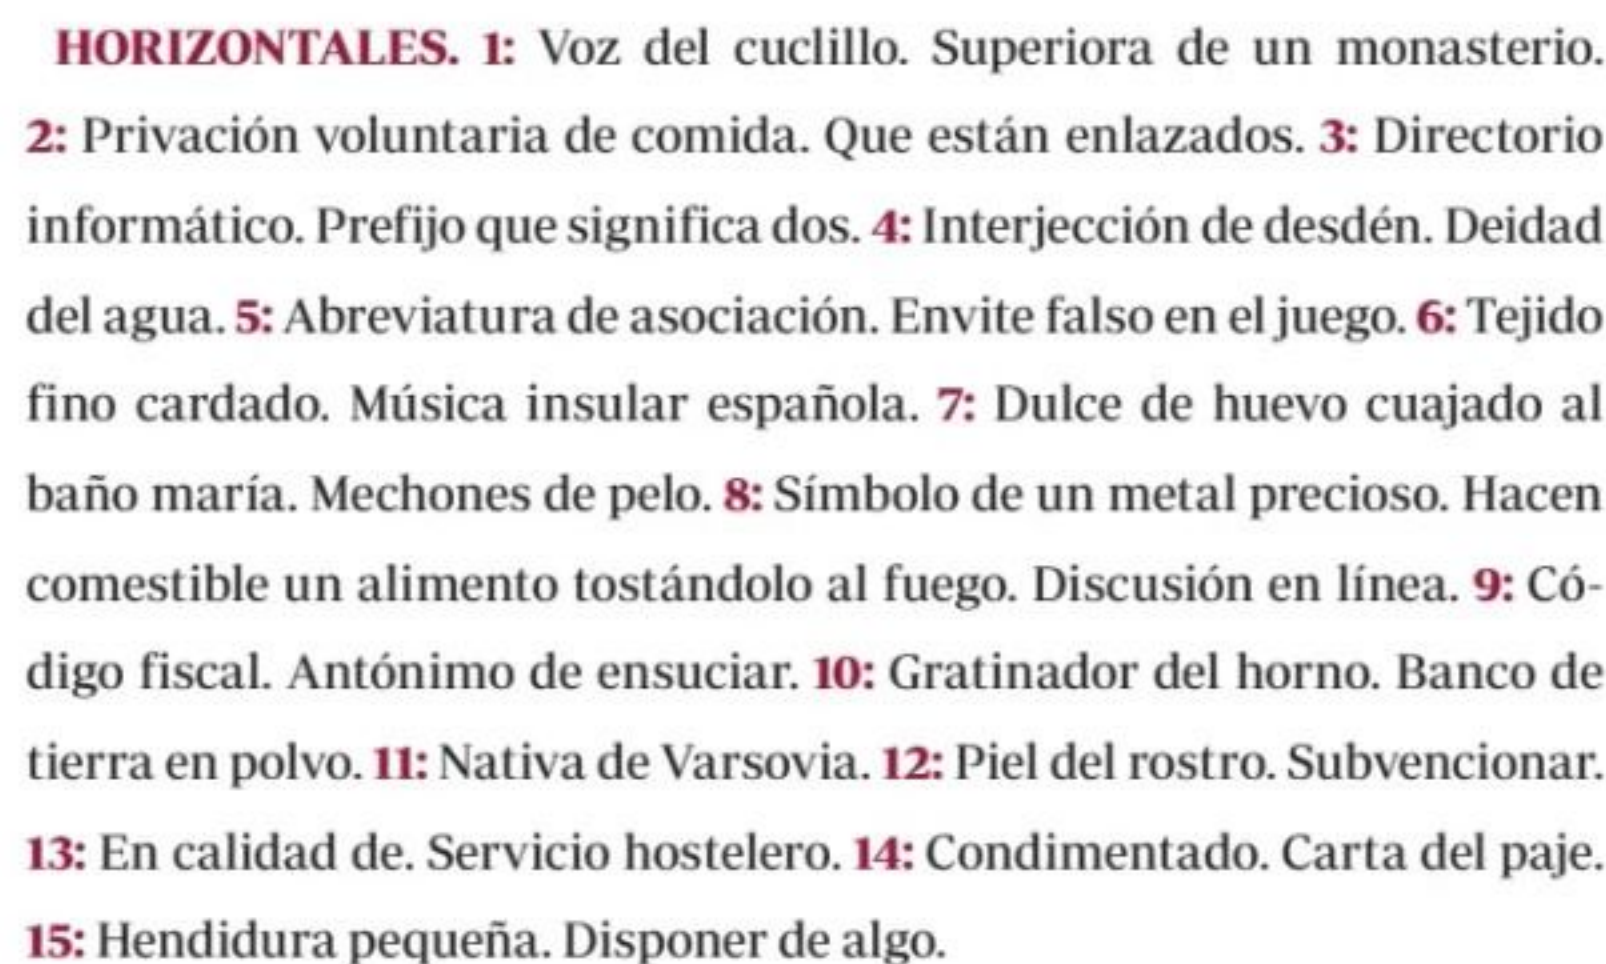 HORIZONTALES. 1: Voz del cuclillo. Superiora de un monasterio.
2: Privación voluntaria de comida. Que están enlazados. 3: Directorio
informático. Prefijo que significa dos. 4: Interjección de desdén. Deidad
del agua. 5: Abreviatura de asociación. Envite falso en el juego. 6: Tejido
fino cardado. Música insular española. 7: Dulce de huevo cuajado al
baño maría. Mechones de pelo. 8: Símbolo de un metal precioso. Hacen
comestible un alimento tostándolo al fuego. Discusión en línea. 9: Có-
digo fiscal. Antónimo de ensuciar. 10: Gratinador del horno. Banco de
tierra en polvo. 11: Nativa de Varsovia. 12: Piel del rostro. Subvencionar.
13: En calidad de. Servicio hostelero. 14: Condimentado. Carta del paje.
15: Hendidura pequeña. Disponer de algo.